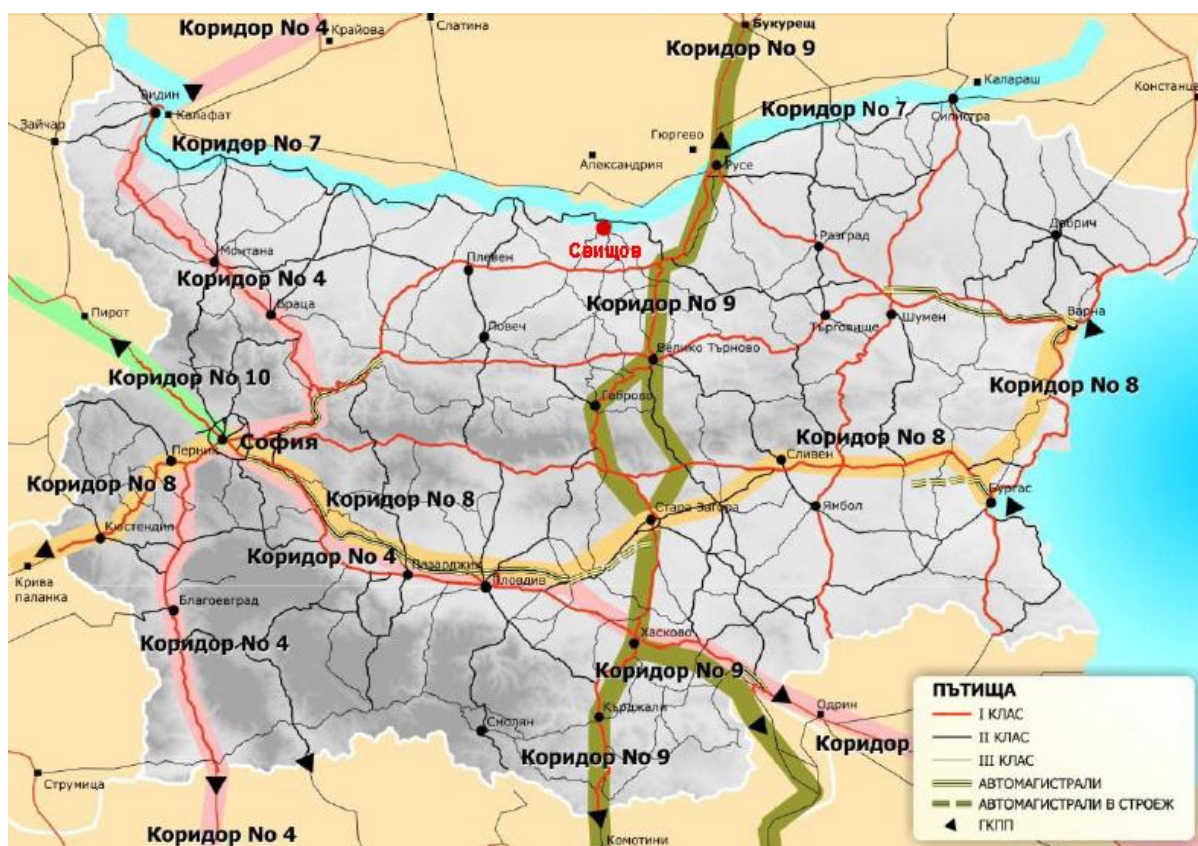 Коридор No 4
Крайова
Слатина
Букурещ
Коридор No 9
Калараш
Констанца
Видин
Калафат
Зайчар
Коридор No 7
Коридор No 7
Силистра
Гюргево
Александрия
Русе
Свищов
Разград
Добрич
Монтана
Плевен
Коридор No 4
Враца
Коридор No 9
Пирот
Ловеч
Търговище
Шумен
Варна
Велико Търново
Коридор No 10
Коридор No 8
Габрово
София
Коридор No 8
Перник
Сливен
Коридор No 8
Коридор No 8
Бургас
Стара Загора
Ямбол
Кюстендил
Коридор No 4
Пазарджик
Крива
паланка
Пловдив
Благоевград
Коридор No 4
Хасково
Коридор No 9
Одрин
Кърджали
Смолян
Коридор No 9
Коридор
Струмица
Коридор No 4
Комотини
ПЪТИЩА
I КЛАС
II КЛАС
III КЛАС
АВТОМАГИСТРАЛИ
АВТОМАГИСТРАЛИ В СТРОЕЖ
ГКПП